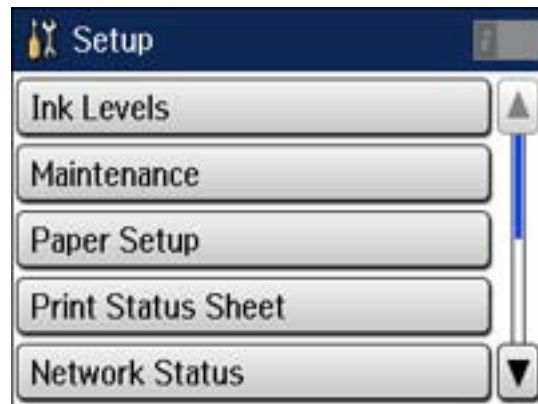 Setup
Ink Levels
Maintenance
Paper Setup
Print Status Sheet
Network Status